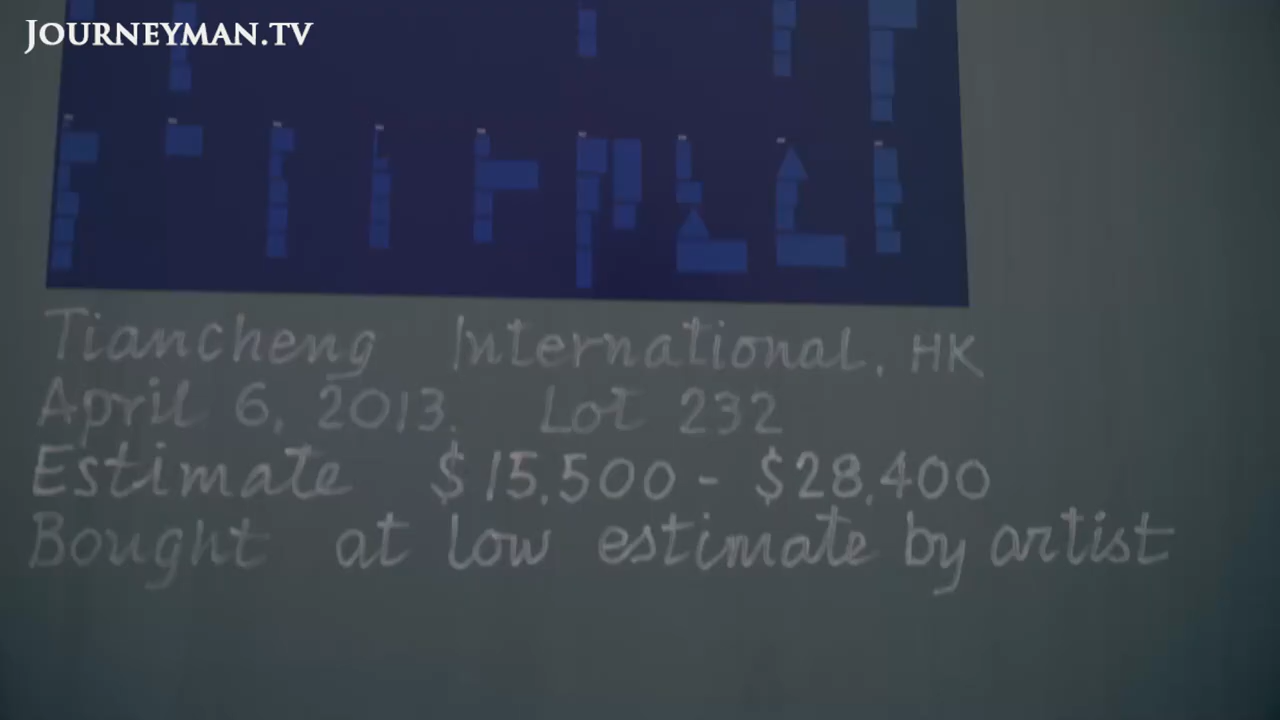 JOURNEYMAN.TV
Tiancheng International, HK
April 6, 2013. Lot 232
Estimate $15,500 - $28,400
Bought at low estimate by artist